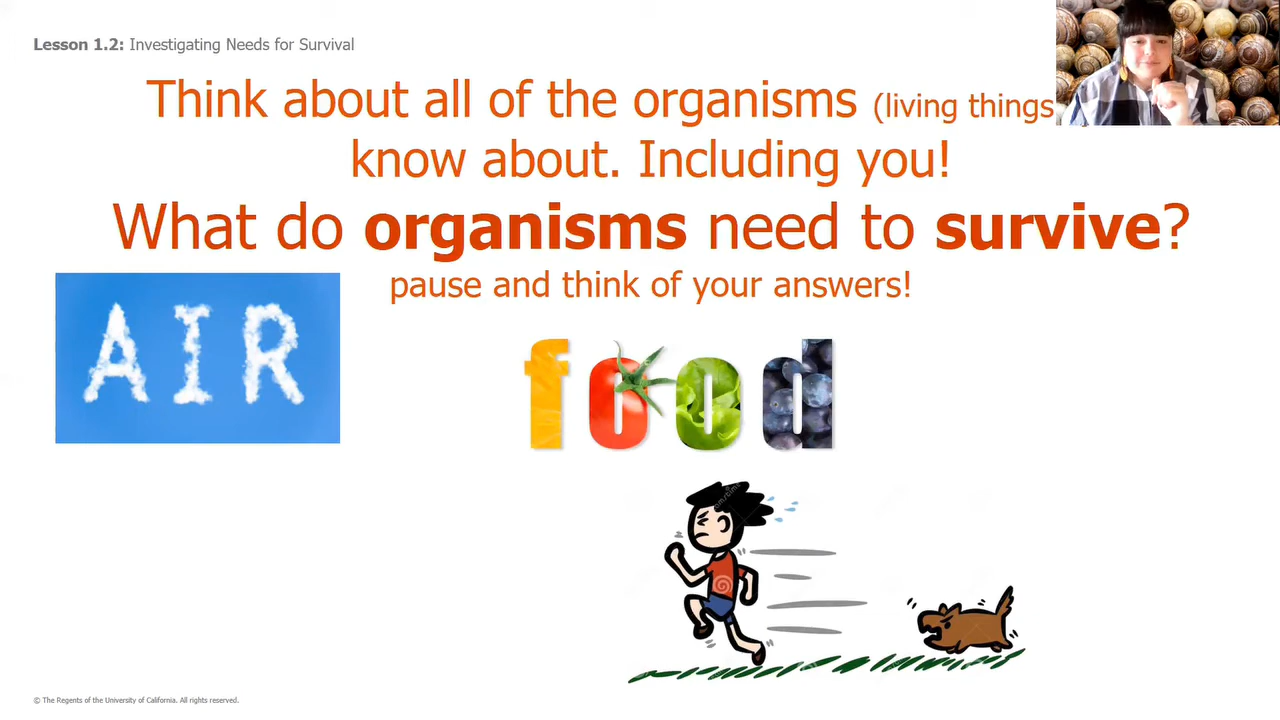 Lesson 1.2: Investigating Needs for Survival
Think about all of the organisms (living things
know about. Including you!
What do organisms need to survive?
pause and think of your answers!
AIR
food
© The Regents of the University of California. All rights reserved.